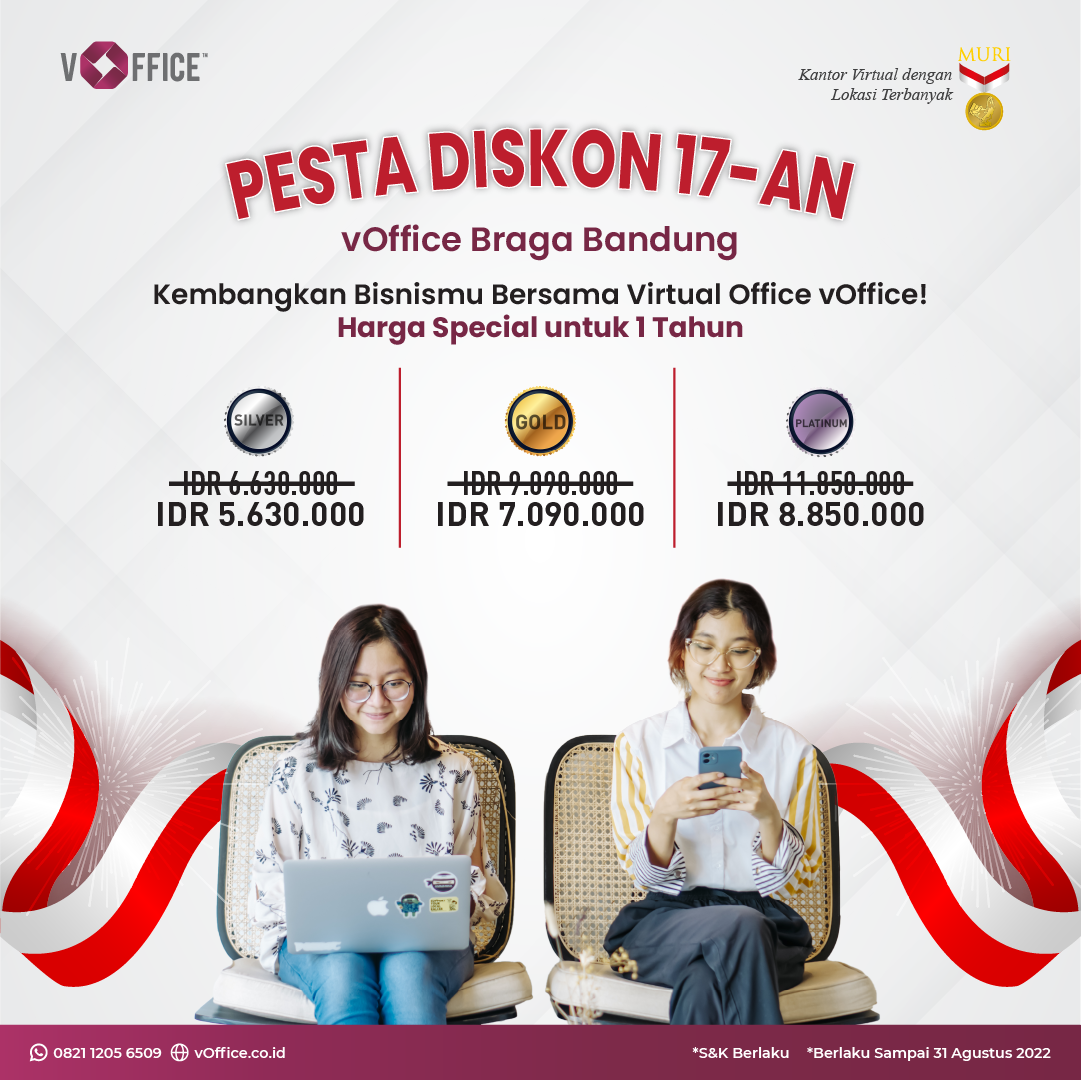 VOFFICE™
MURI
Kantor Virtual dengan
Lokasi Terbanyak
PESTA DISKON 17-AN
vOffice Braga Bandung
Kembangkan Bisnismu Bersama Virtual Office vOffice!
Harga Special untuk 1 Tahun
SILVER
IDR 6.630.000
IDR 5.630.000
GOLD
IDR 9.090.000
IDR 7.090.000
PLATINUM
IDR 11.850.000
IDR 8.850.000
0821 1205 6509 vOffice.co.id
*S&K Berlaku *Berlaku Sampai 31 Agustus 2022